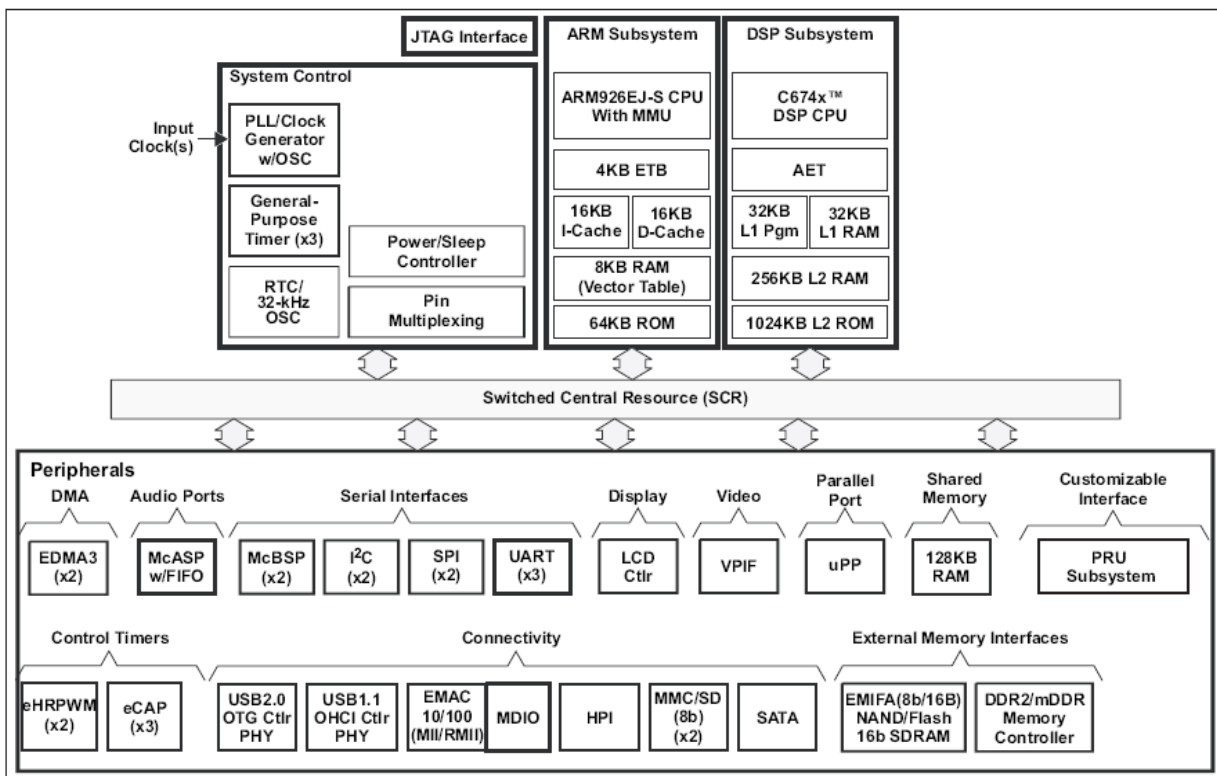 JTAG Interface
ARM Subsystem
DSP Subsystem
System Control
Input
Clock(s)
PLL/Clock
Generator
w/OSC
General-
Purpose
Timer (x3)
RTC/
32-kHz
OSC
Power/Sleep
Controller
Pin
Multiplexing
ARM926EJ-S CPU
With MMU
4KB ETB
16KB
I-Cache
16KB
D-Cache
8KB RAM
(Vector Table)
64KB ROM
C674x™
DSP CPU
AET
32KB
L1 Pgm
32KB
L1 RAM
256KB L2 RAM
1024KB L2 ROM
Switched Central Resource (SCR)
Peripherals
DMA
EDMA3
(x2)
Audio Ports
McASP
w/FIFO
Serial Interfaces
McBSP
(x2)
I²C
(x2)
SPI
(x2)
UART
(x3)
Display
LCD
Ctlr
Video
VPIF
Parallel
Port
uPP
Shared
Memory
128KB
RAM
Customizable
Interface
PRU
Subsystem
Control Timers
eHRPWM
(x2)
eCAP
(x3)
Connectivity
USB2.0
OTG Ctlr
PHY
USB1.1
OHCI Ctlr
PHY
EMAC
10/100
(MII/RMII)
MDIO
HPI
MMC/SD
(8b)
(x2)
SATA
External Memory Interfaces
EMIFA(8b/16B)
NAND/Flash
16b SDRAM
DDR2/mDDR
Memory
Controller